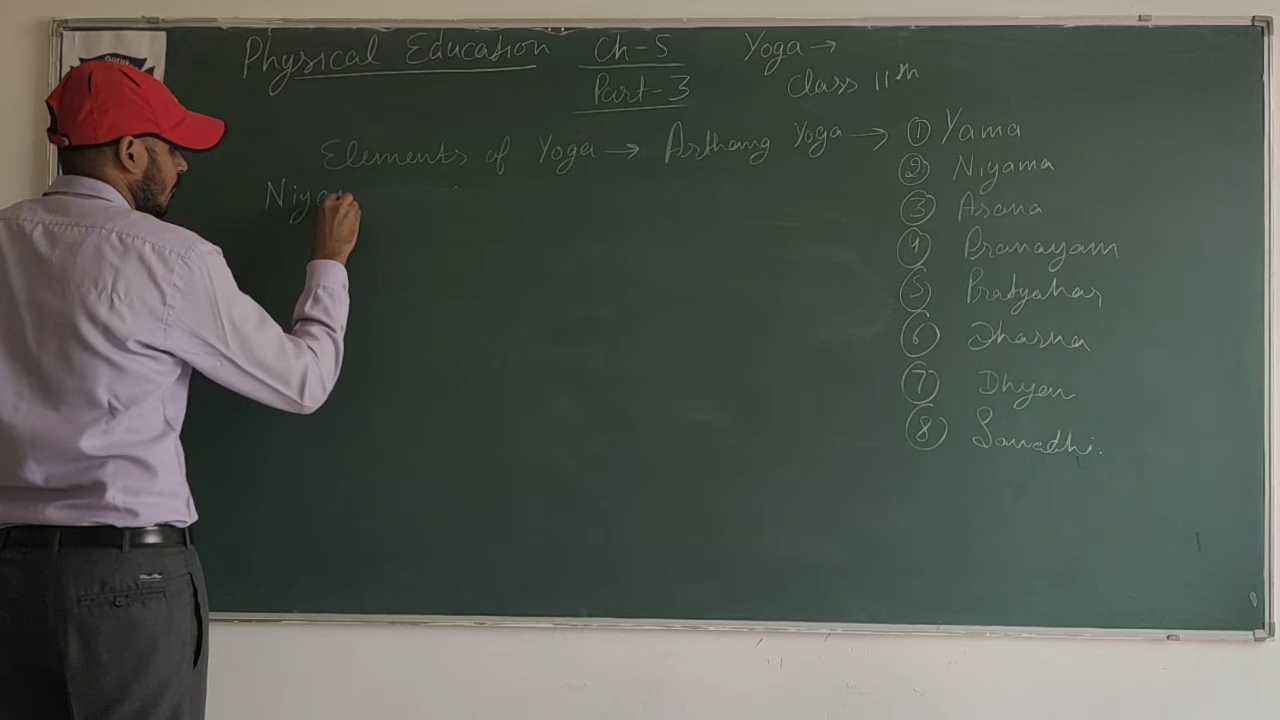 Physical Education Ch-5 Yoga →
Part-3 Class 11th
Elements of Yoga → Asthang Yoga → ① Yama
② Niyama
Niya
③ Asana
④ Pranayam
⑤ Pratyahar
⑥ Dharna
⑦ Dhyan
⑧ Samadhi.